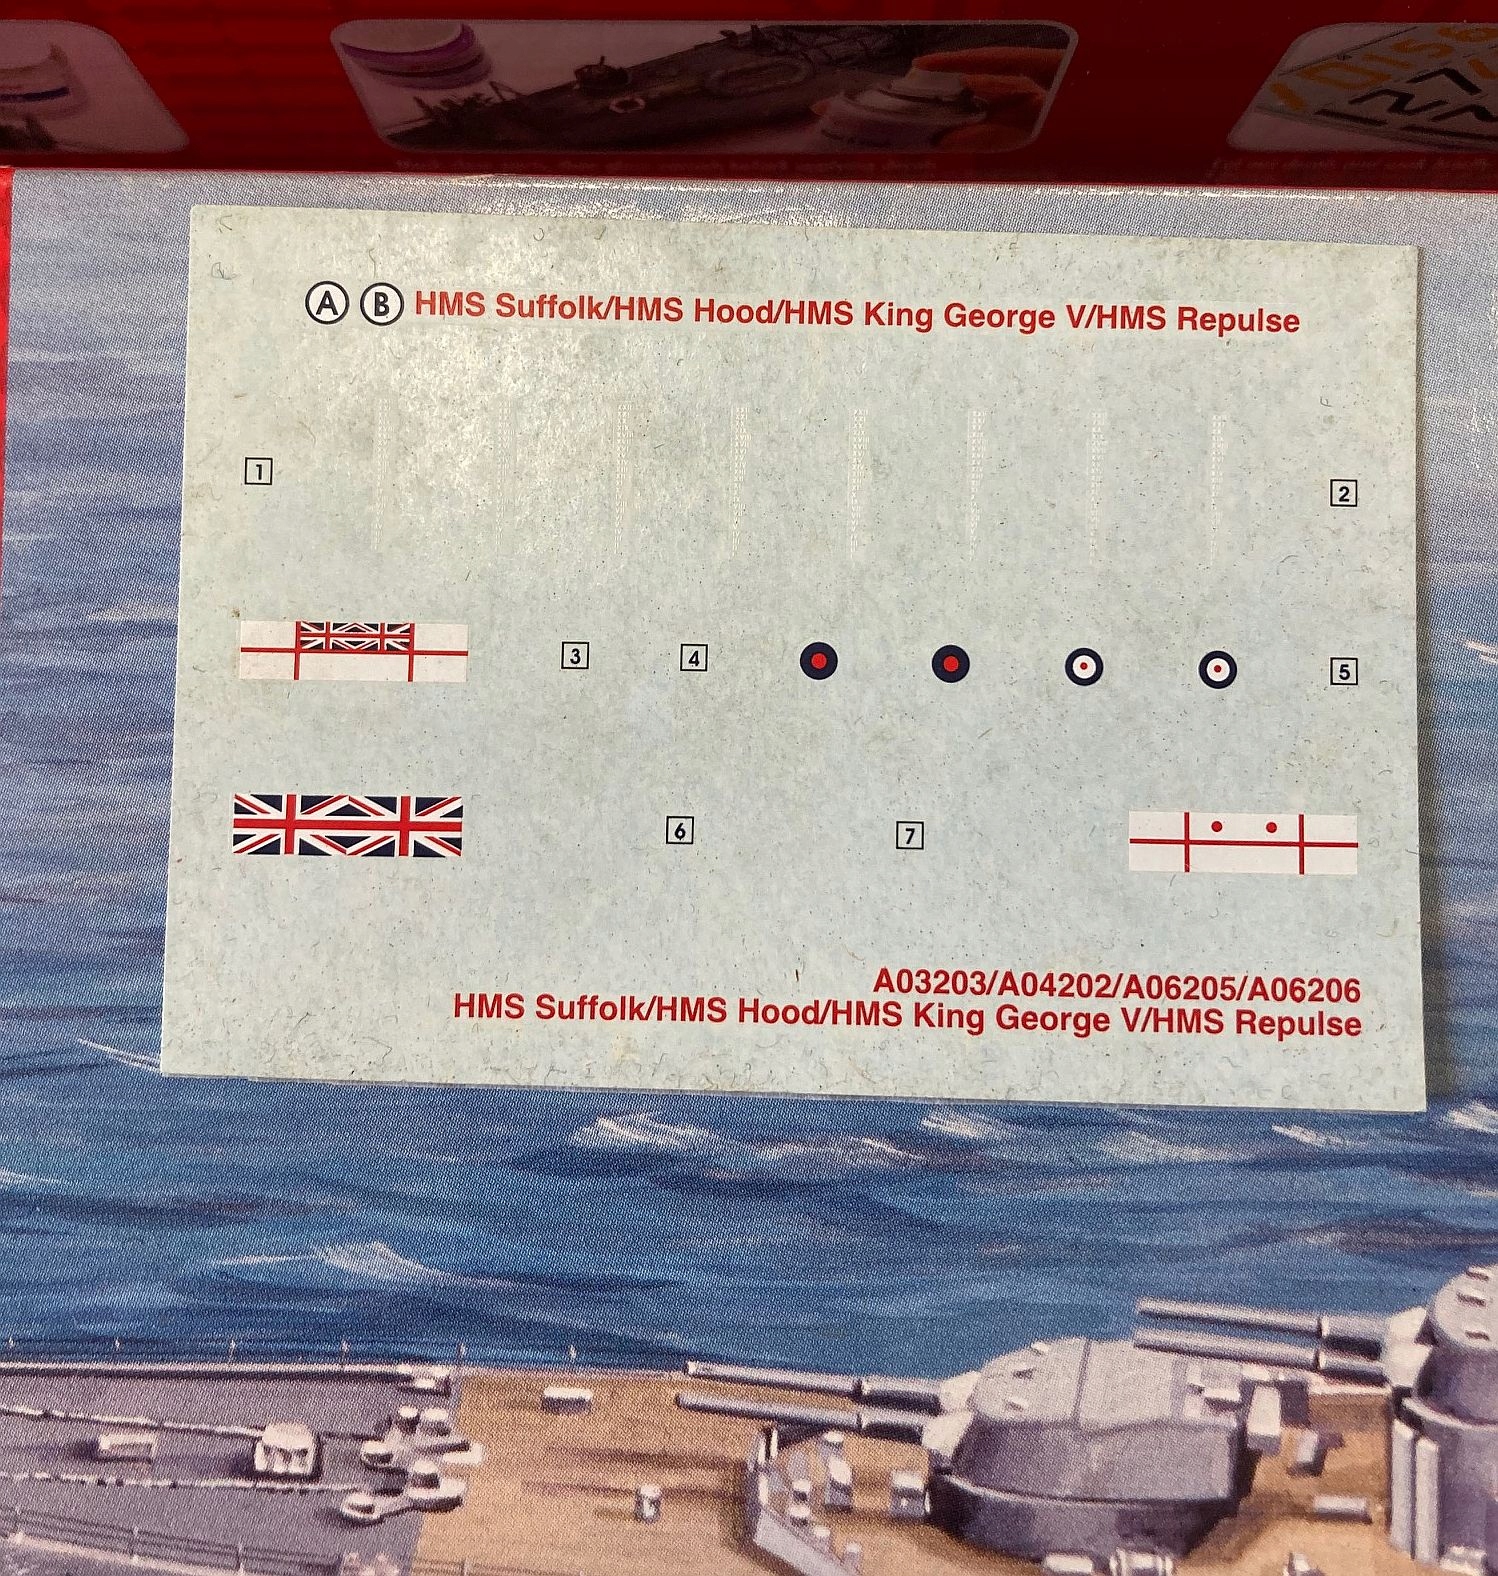 A B HMS Suffolk/HMS Hood/HMS King George V/HMS Repulse
1 2
3 4 5
6 7
A03203/A04202/A06205/A06206
HMS Suffolk/HMS Hood/HMS King George V/HMS Repulse